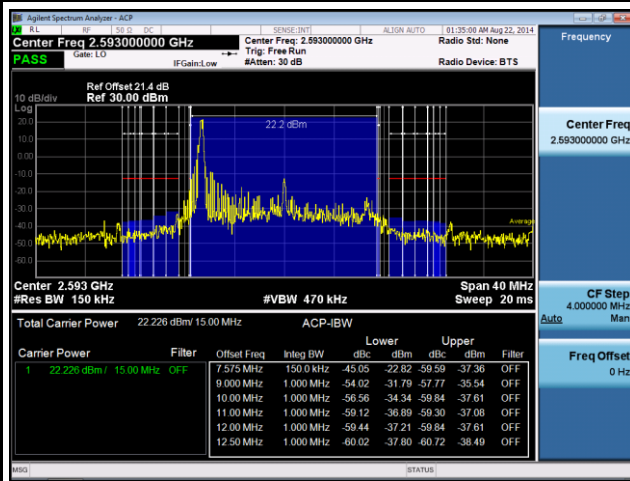 Agilent Spectrum Analyzer - ACP
RL RF 50 Ω DC SENSE:INT ALIGN AUTO 01:35:00 AM Aug 22, 2014
Center Freq 2.593000000 GHz Center Freq: 2.593000000 GHz Radio Std: None
PASS Gate: LO IFGain:Low Trig: Free Run
#Atten: 30 dB Radio Device: BTS
Ref Offset 21.4 dB
10 dB/div Ref 30.00 dBm
Log
20.0
10.0
0.00
-10.0
-20.0
-30.0
-40.0
-50.0
-60.0
22.2 dBm
Average
Center 2.593 GHz Span 40 MHz
#Res BW 150 kHz #VBW 470 kHz Sweep 20 ms
Total Carrier Power 22.226 dBm/ 15.00 MHz ACP-IBW
Lower Upper
Carrier Power Filter Offset Freq Integ BW dBc dBm dBc dBm Filter
1 22.226 dBm / 15.00 MHz OFF 7.575 MHz 150.0 kHz -45.05 -22.82 -59.59 -37.36 OFF
9.000 MHz 1.000 MHz -54.02 -31.79 -57.77 -35.54 OFF
10.00 MHz 1.000 MHz -56.56 -34.34 -59.84 -37.61 OFF
11.00 MHz 1.000 MHz -59.12 -36.89 -59.30 -37.08 OFF
12.00 MHz 1.000 MHz -59.44 -37.21 -59.84 -37.61 OFF
12.50 MHz 1.000 MHz -60.02 -37.80 -60.72 -38.49 OFF
MSG STATUS
Frequency
Center Freq
2.593000000 GHz
CF Step
4.000000 MHz
Auto Man
Freq Offset
0 Hz